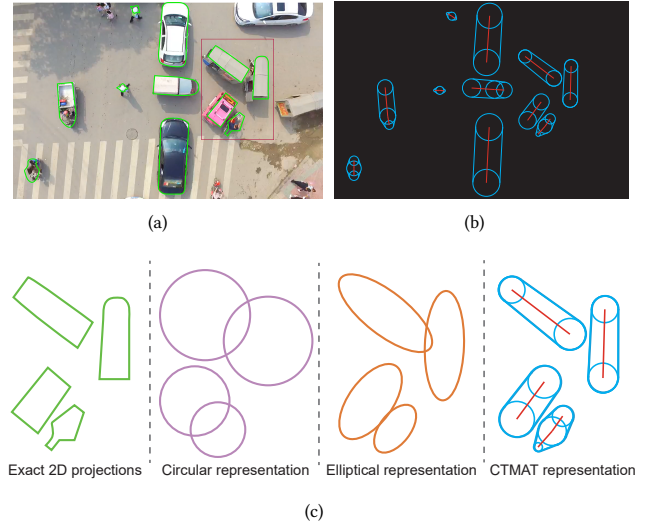 (a)
(b)
Exact 2D projections
Circular representation
Elliptical representation
CTMAT representation
(c)